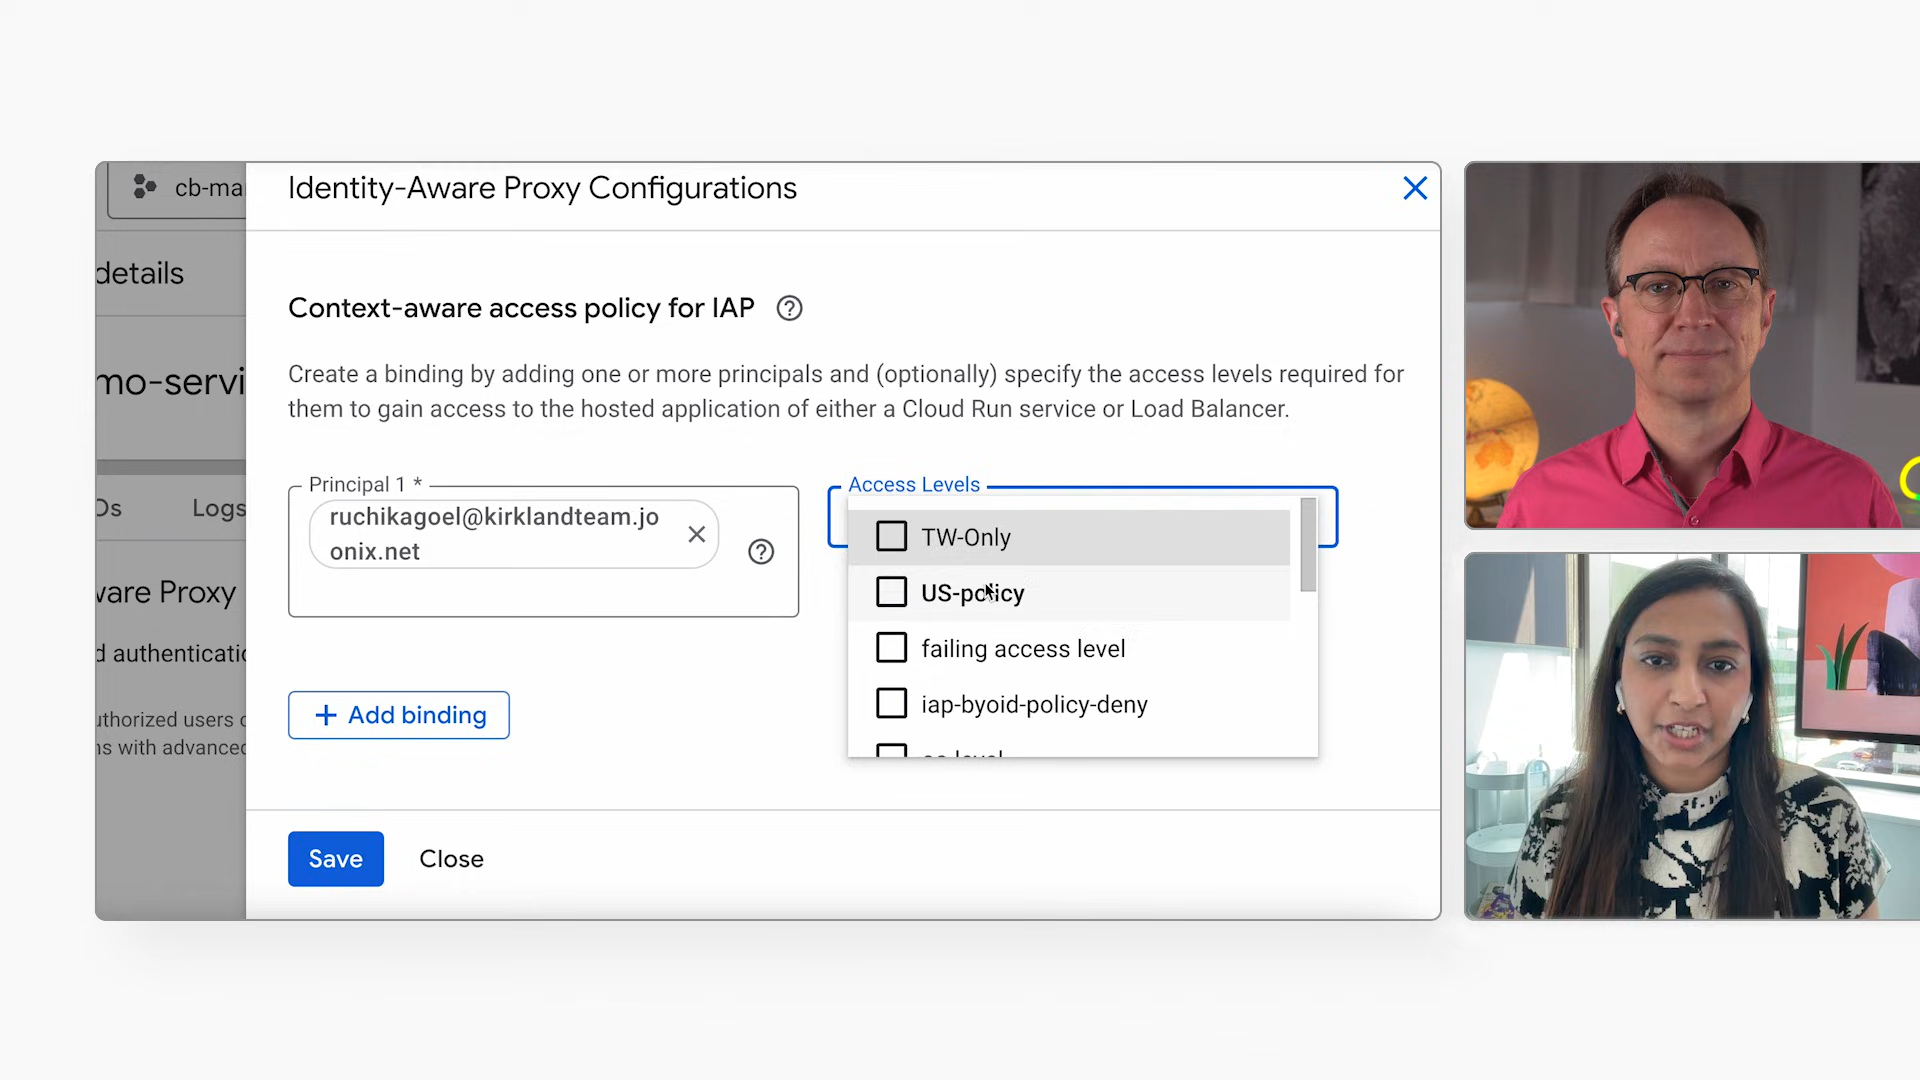 cb-ma
Identity-Aware Proxy Configurations
details
Context-aware access policy for IAP
mo-servi
Create a binding by adding one or more principals and (optionally) specify the access levels required for
them to gain access to the hosted application of either a Cloud Run service or Load Balancer.
Principal 1 *
Access Levels
Logs
ruchikagoel@kirklandteam.jo
onix.net
TW-Only
US-policy
failing access level
iap-byoid-policy-deny
vare Proxy
d authenticatio
Add binding
uthorized users
ns with advanced
Save
Close